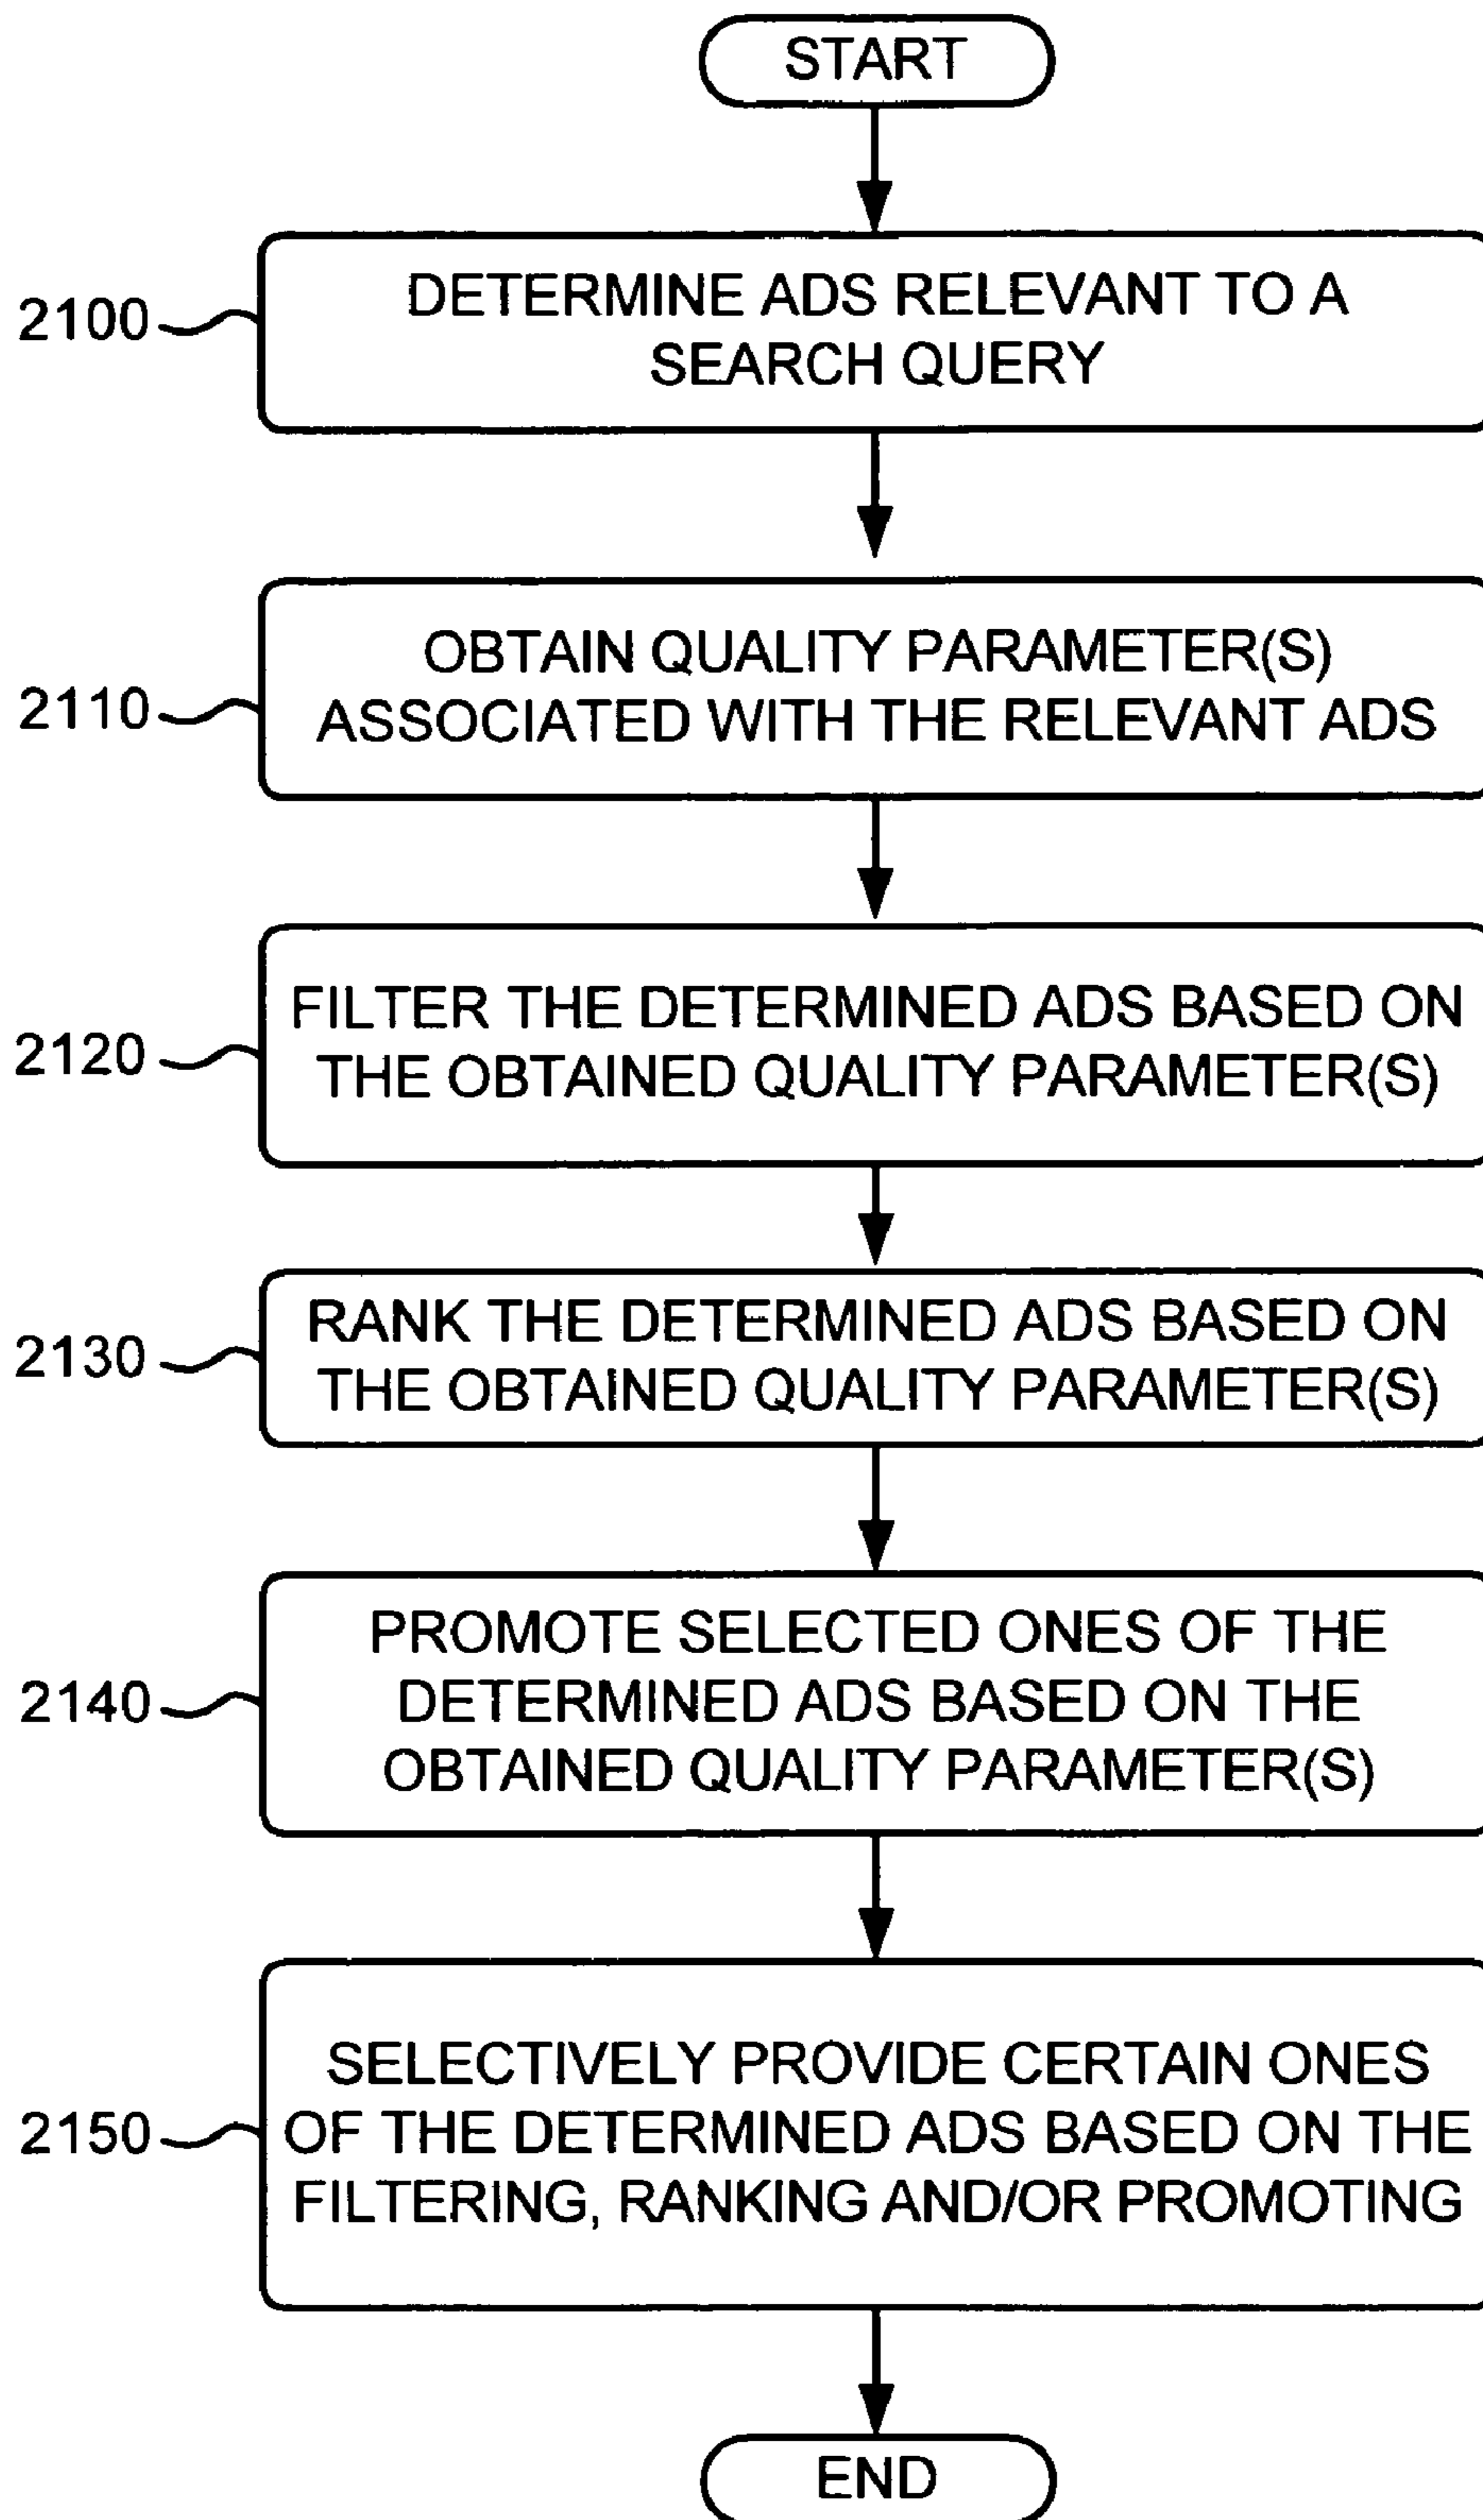 START
2100
DETERMINE ADS RELEVANT TO A
SEARCH QUERY
2110
OBTAIN QUALITY PARAMETER(S)
ASSOCIATED WITH THE RELEVANT ADS
2120
FILTER THE DETERMINED ADS BASED ON
THE OBTAINED QUALITY PARAMETER(S)
2130
RANK THE DETERMINED ADS BASED ON
THE OBTAINED QUALITY PARAMETER(S)
2140
PROMOTE SELECTED ONES OF THE
DETERMINED ADS BASED ON THE
OBTAINED QUALITY PARAMETER(S)
2150
SELECTIVELY PROVIDE CERTAIN ONES
OF THE DETERMINED ADS BASED ON THE
FILTERING, RANKING AND/OR PROMOTING
END